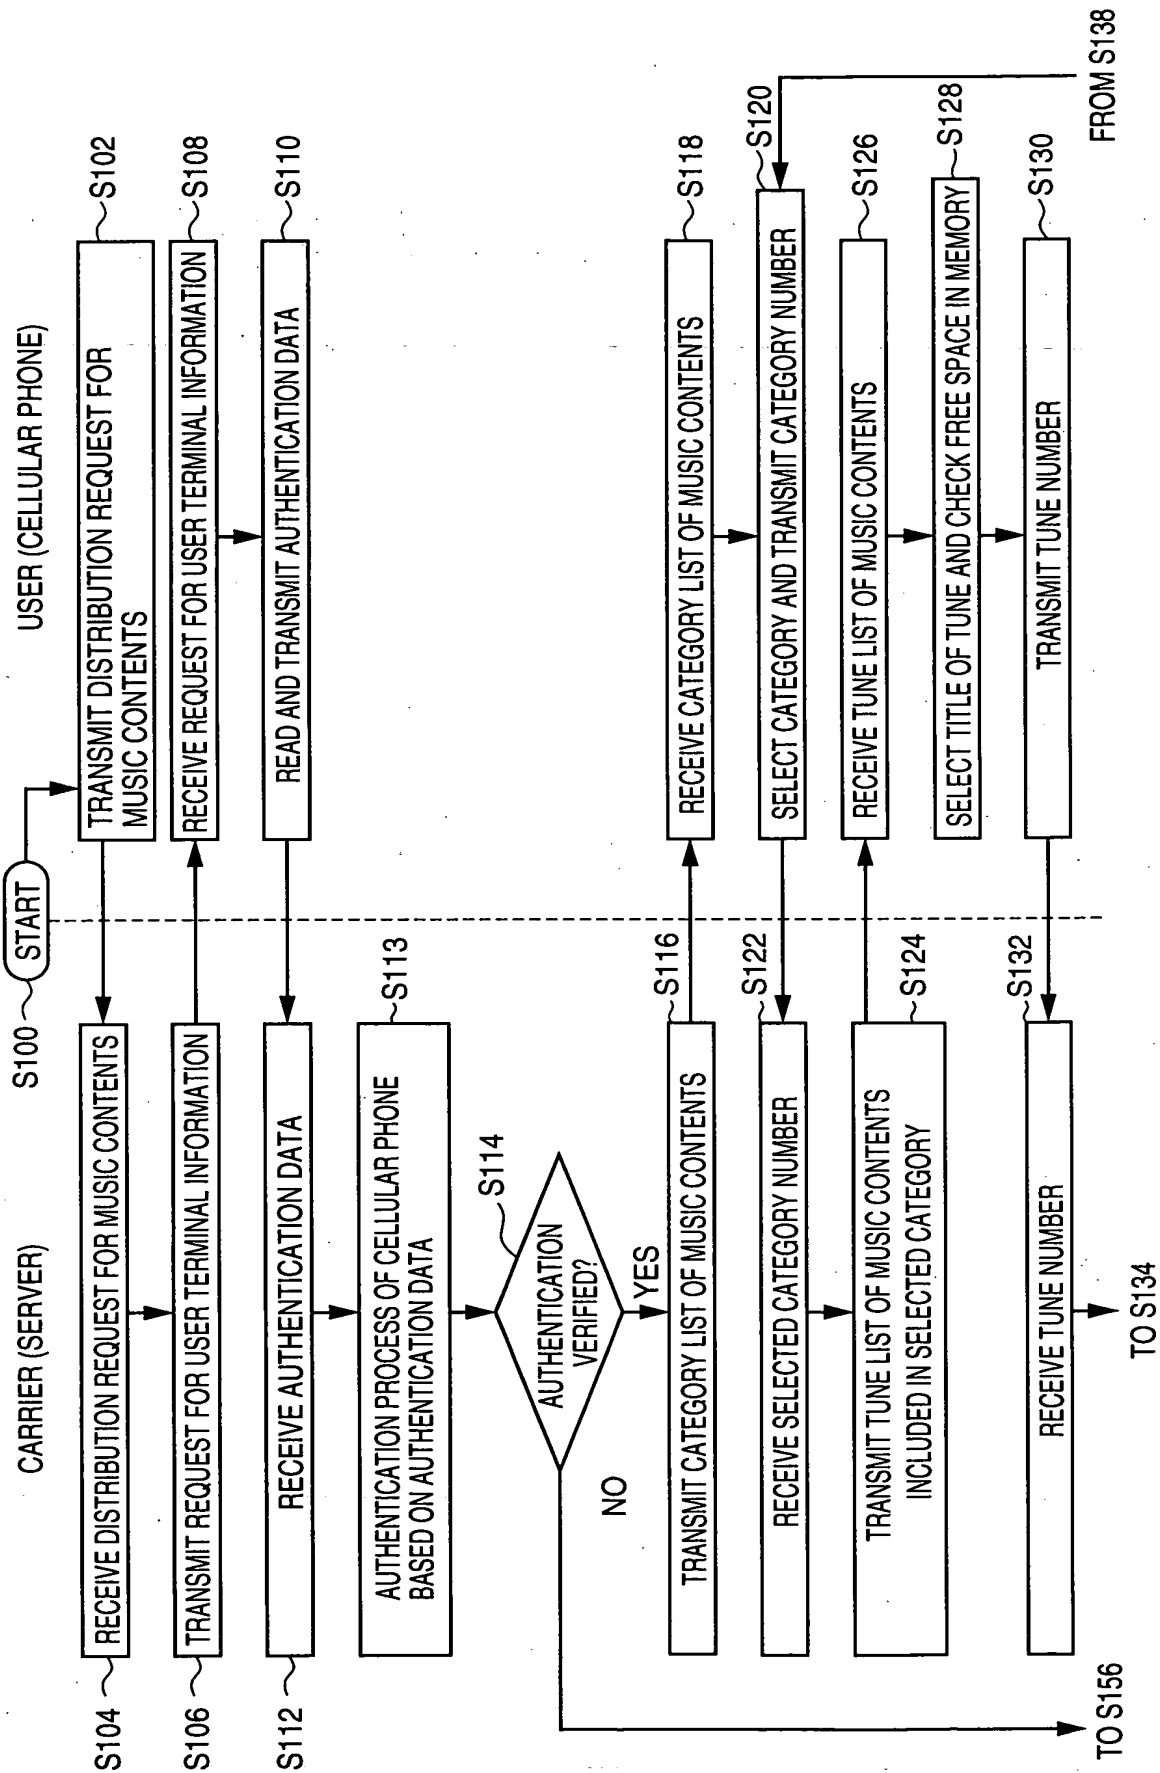 CARRIER (SERVER)
USER (CELLULAR PHONE)
S100
START
TRANSMIT DISTRIBUTION REQUEST FOR
MUSIC CONTENTS
S102
S104
RECEIVE DISTRIBUTION REQUEST FOR MUSIC CONTENTS
S106
TRANSMIT REQUEST FOR USER TERMINAL INFORMATION
RECEIVE REQUEST FOR USER TERMINAL INFORMATION
S108
READ AND TRANSMIT AUTHENTICATION DATA
S110
S112
RECEIVE AUTHENTICATION DATA
S113
AUTHENTICATION PROCESS OF CELLULAR PHONE
BASED ON AUTHENTICATION DATA
S114
AUTHENTICATION
VERIFIED?
NO
YES
S116
TRANSMIT CATEGORY LIST OF MUSIC CONTENTS
RECEIVE CATEGORY LIST OF MUSIC CONTENTS
S118
SELECT CATEGORY AND TRANSMIT CATEGORY NUMBER
S120
S122
RECEIVE SELECTED CATEGORY NUMBER
S124
TRANSMIT TUNE LIST OF MUSIC CONTENTS
INCLUDED IN SELECTED CATEGORY
RECEIVE TUNE LIST OF MUSIC CONTENTS
S126
SELECT TITLE OF TUNE AND CHECK FREE SPACE IN MEMORY
S128
TRANSMIT TUNE NUMBER
S130
S132
RECEIVE TUNE NUMBER
TO S156
TO S134
FROM S138